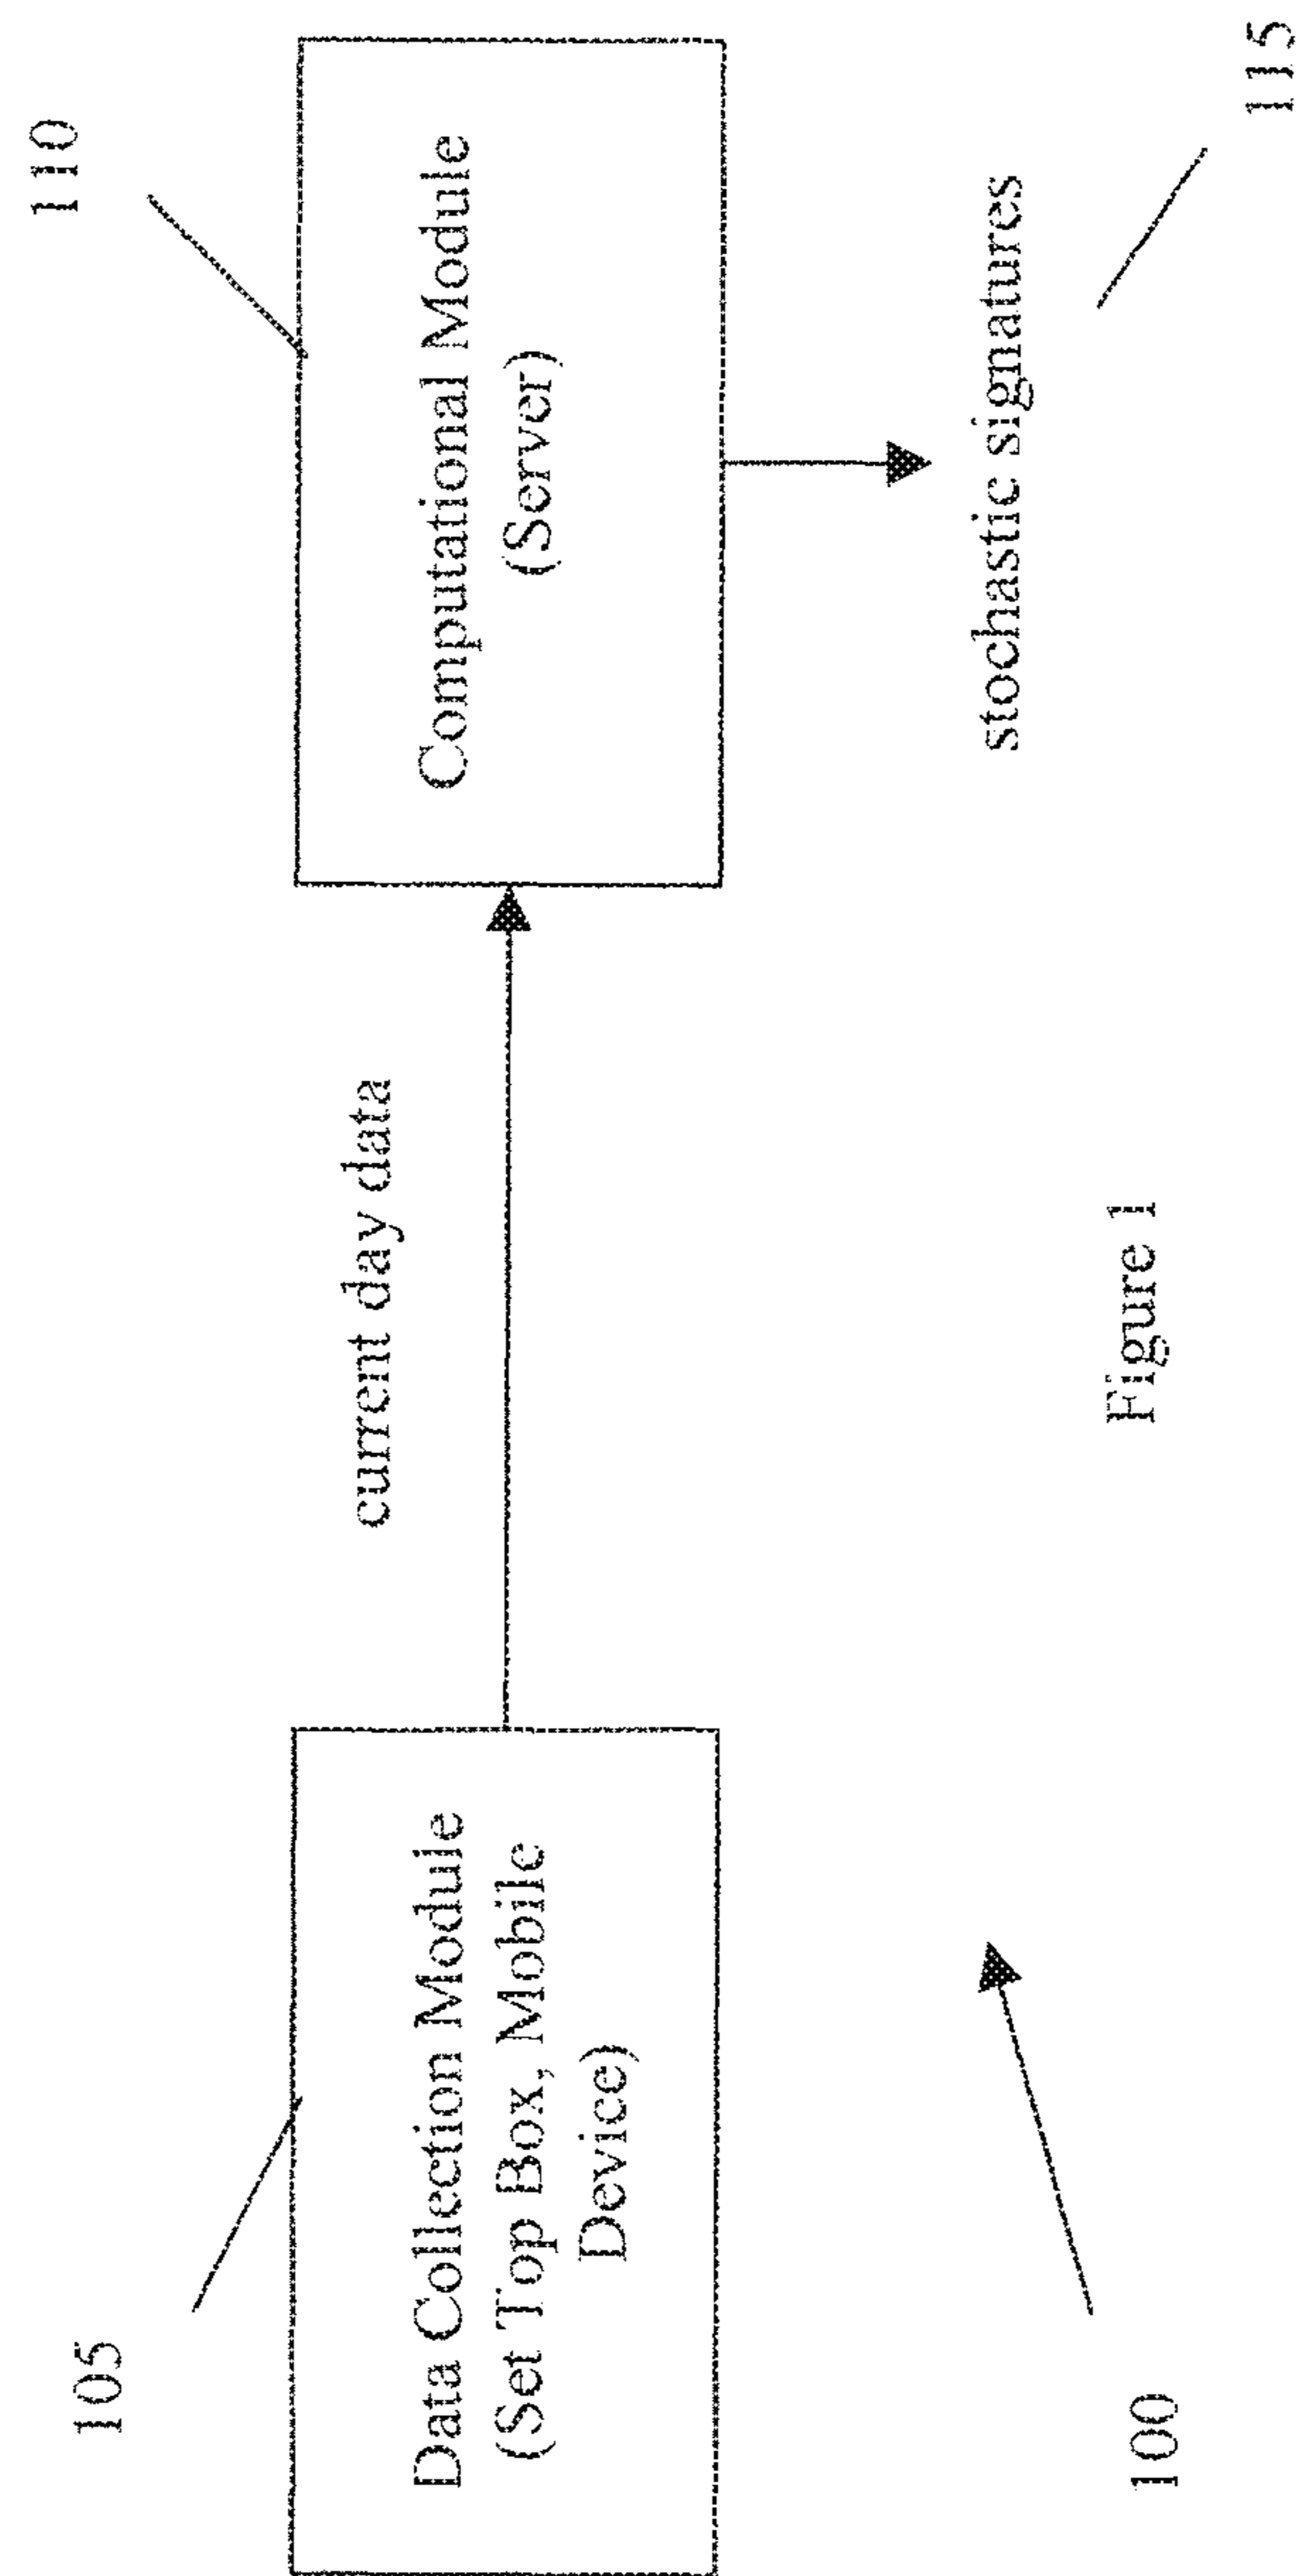 105
110
Data Collection Module
(Set Top Box, Mobile
Device)
current day data
Computational Module
(Server)
stochastic signatures
115
100
Figure 1